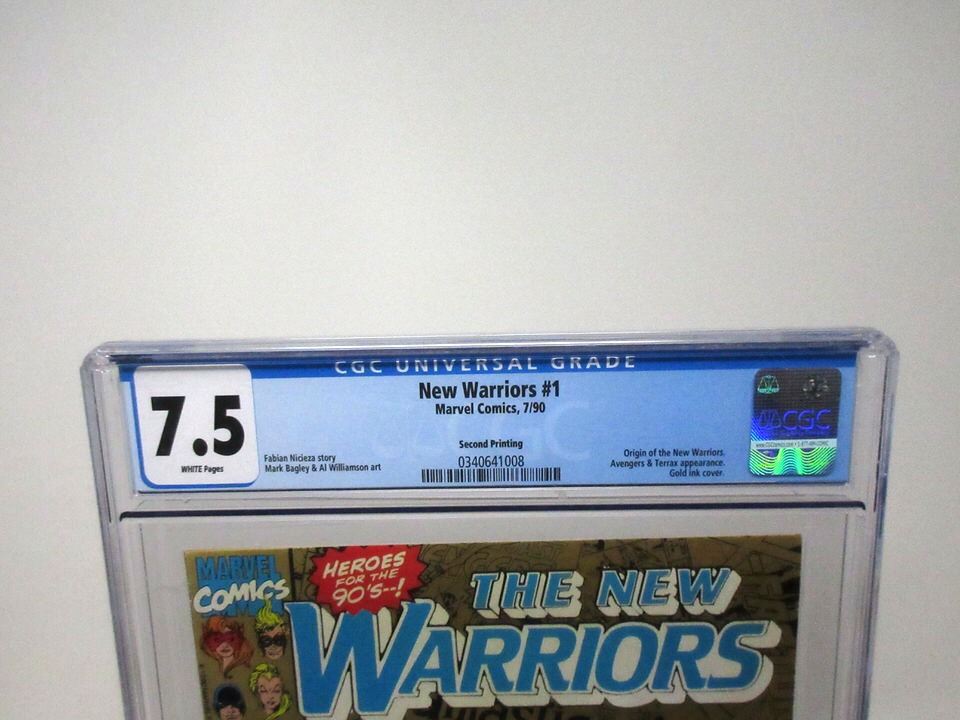 CGC UNIVERSAL GRADE
7.5
WHITE Pages
New Warriors #1
Marvel Comics, 7/90
Second Printing
0340641008
Fabian Nicieza story
Mark Bagley & Al Williamson art
Origin of the New Warriors.
Avengers & Terrax appearance.
Gold ink cover.
CGC
MARVEL
COMICS
HEROES
FOR THE
90'S--!
THE NEW
WARRIORS